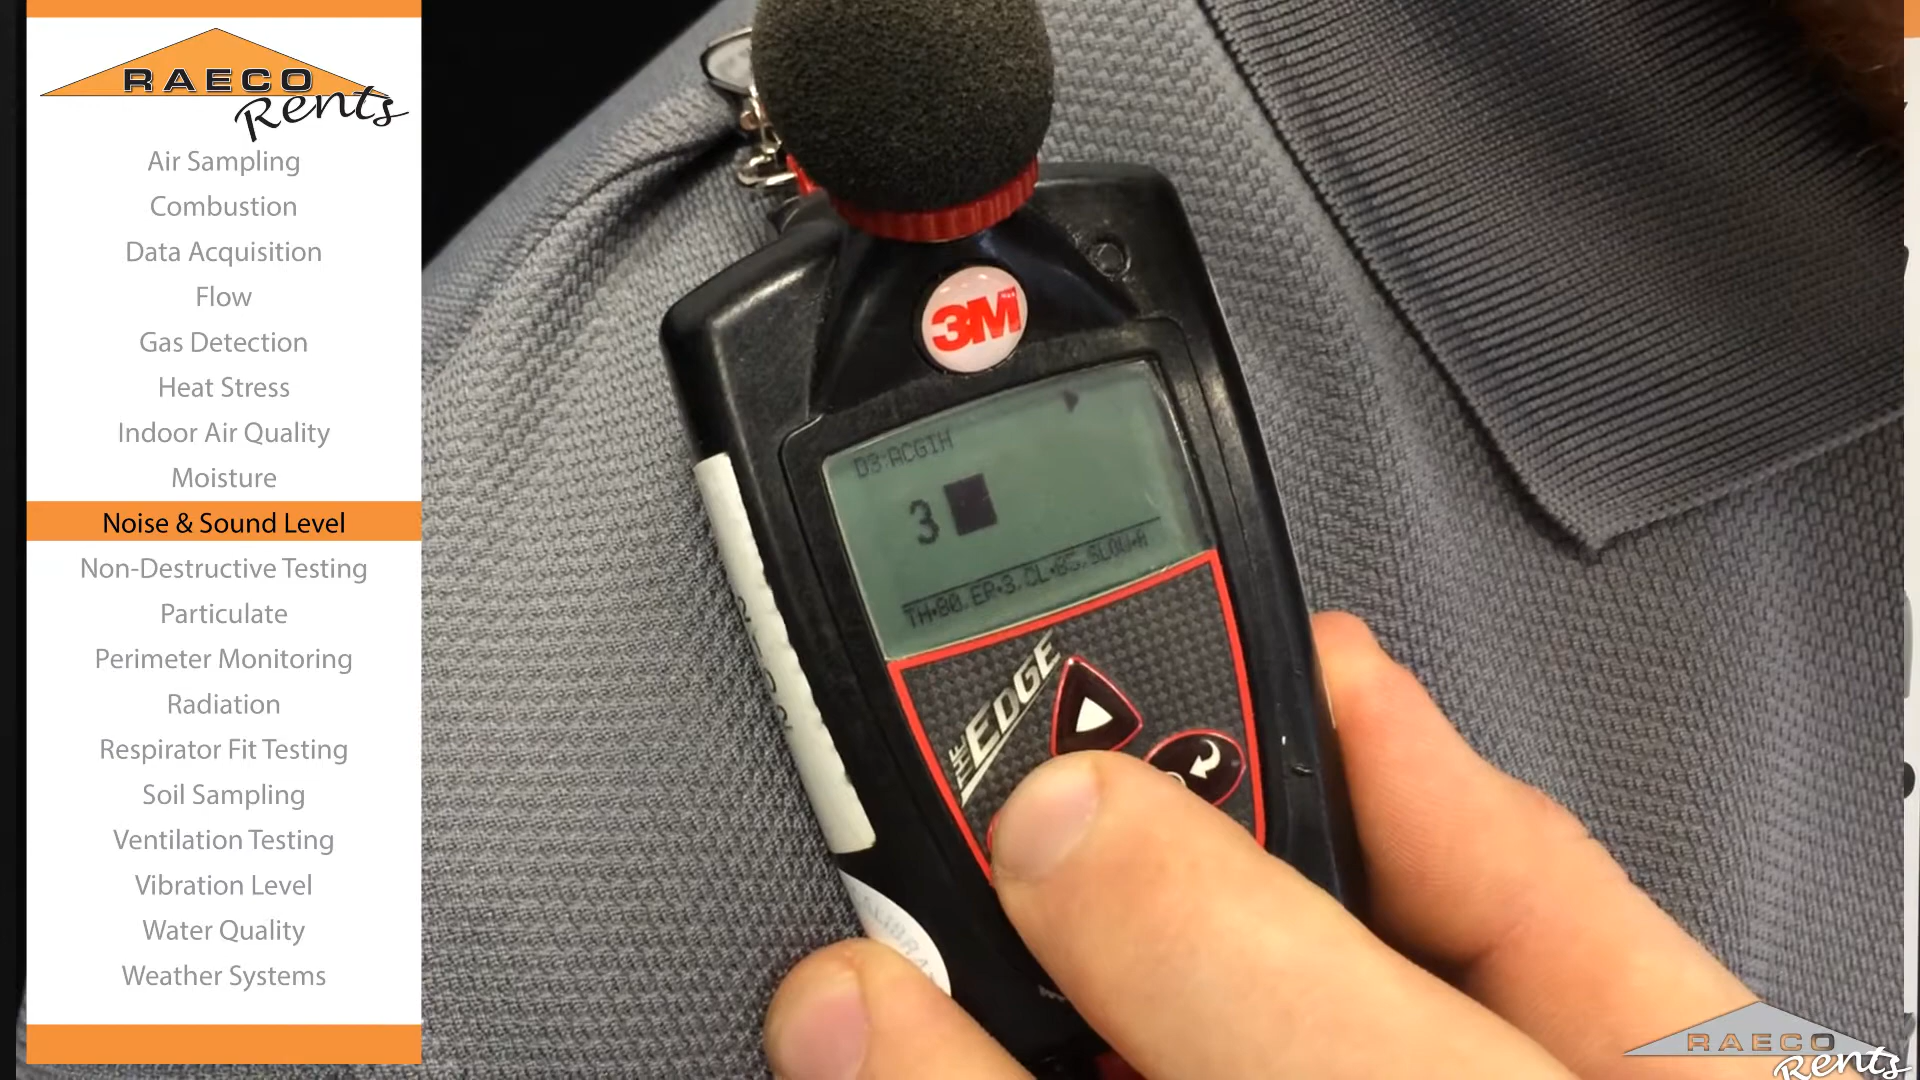 RAECO
Rents
Air Sampling
Combustion
Data Acquisition
Flow
Gas Detection
Heat Stress
Indoor Air Quality
Moisture
Noise & Sound Level
Non-Destructive Testing
Particulate
Perimeter Monitoring
Radiation
Respirator Fit Testing
Soil Sampling
Ventilation Testing
Vibration Level
Water Quality
Weather Systems
3M
D3:ACGIH
3
TH=80, ER=3, CL=85, SLOW-A
THE EDGE
RAECO
Rents